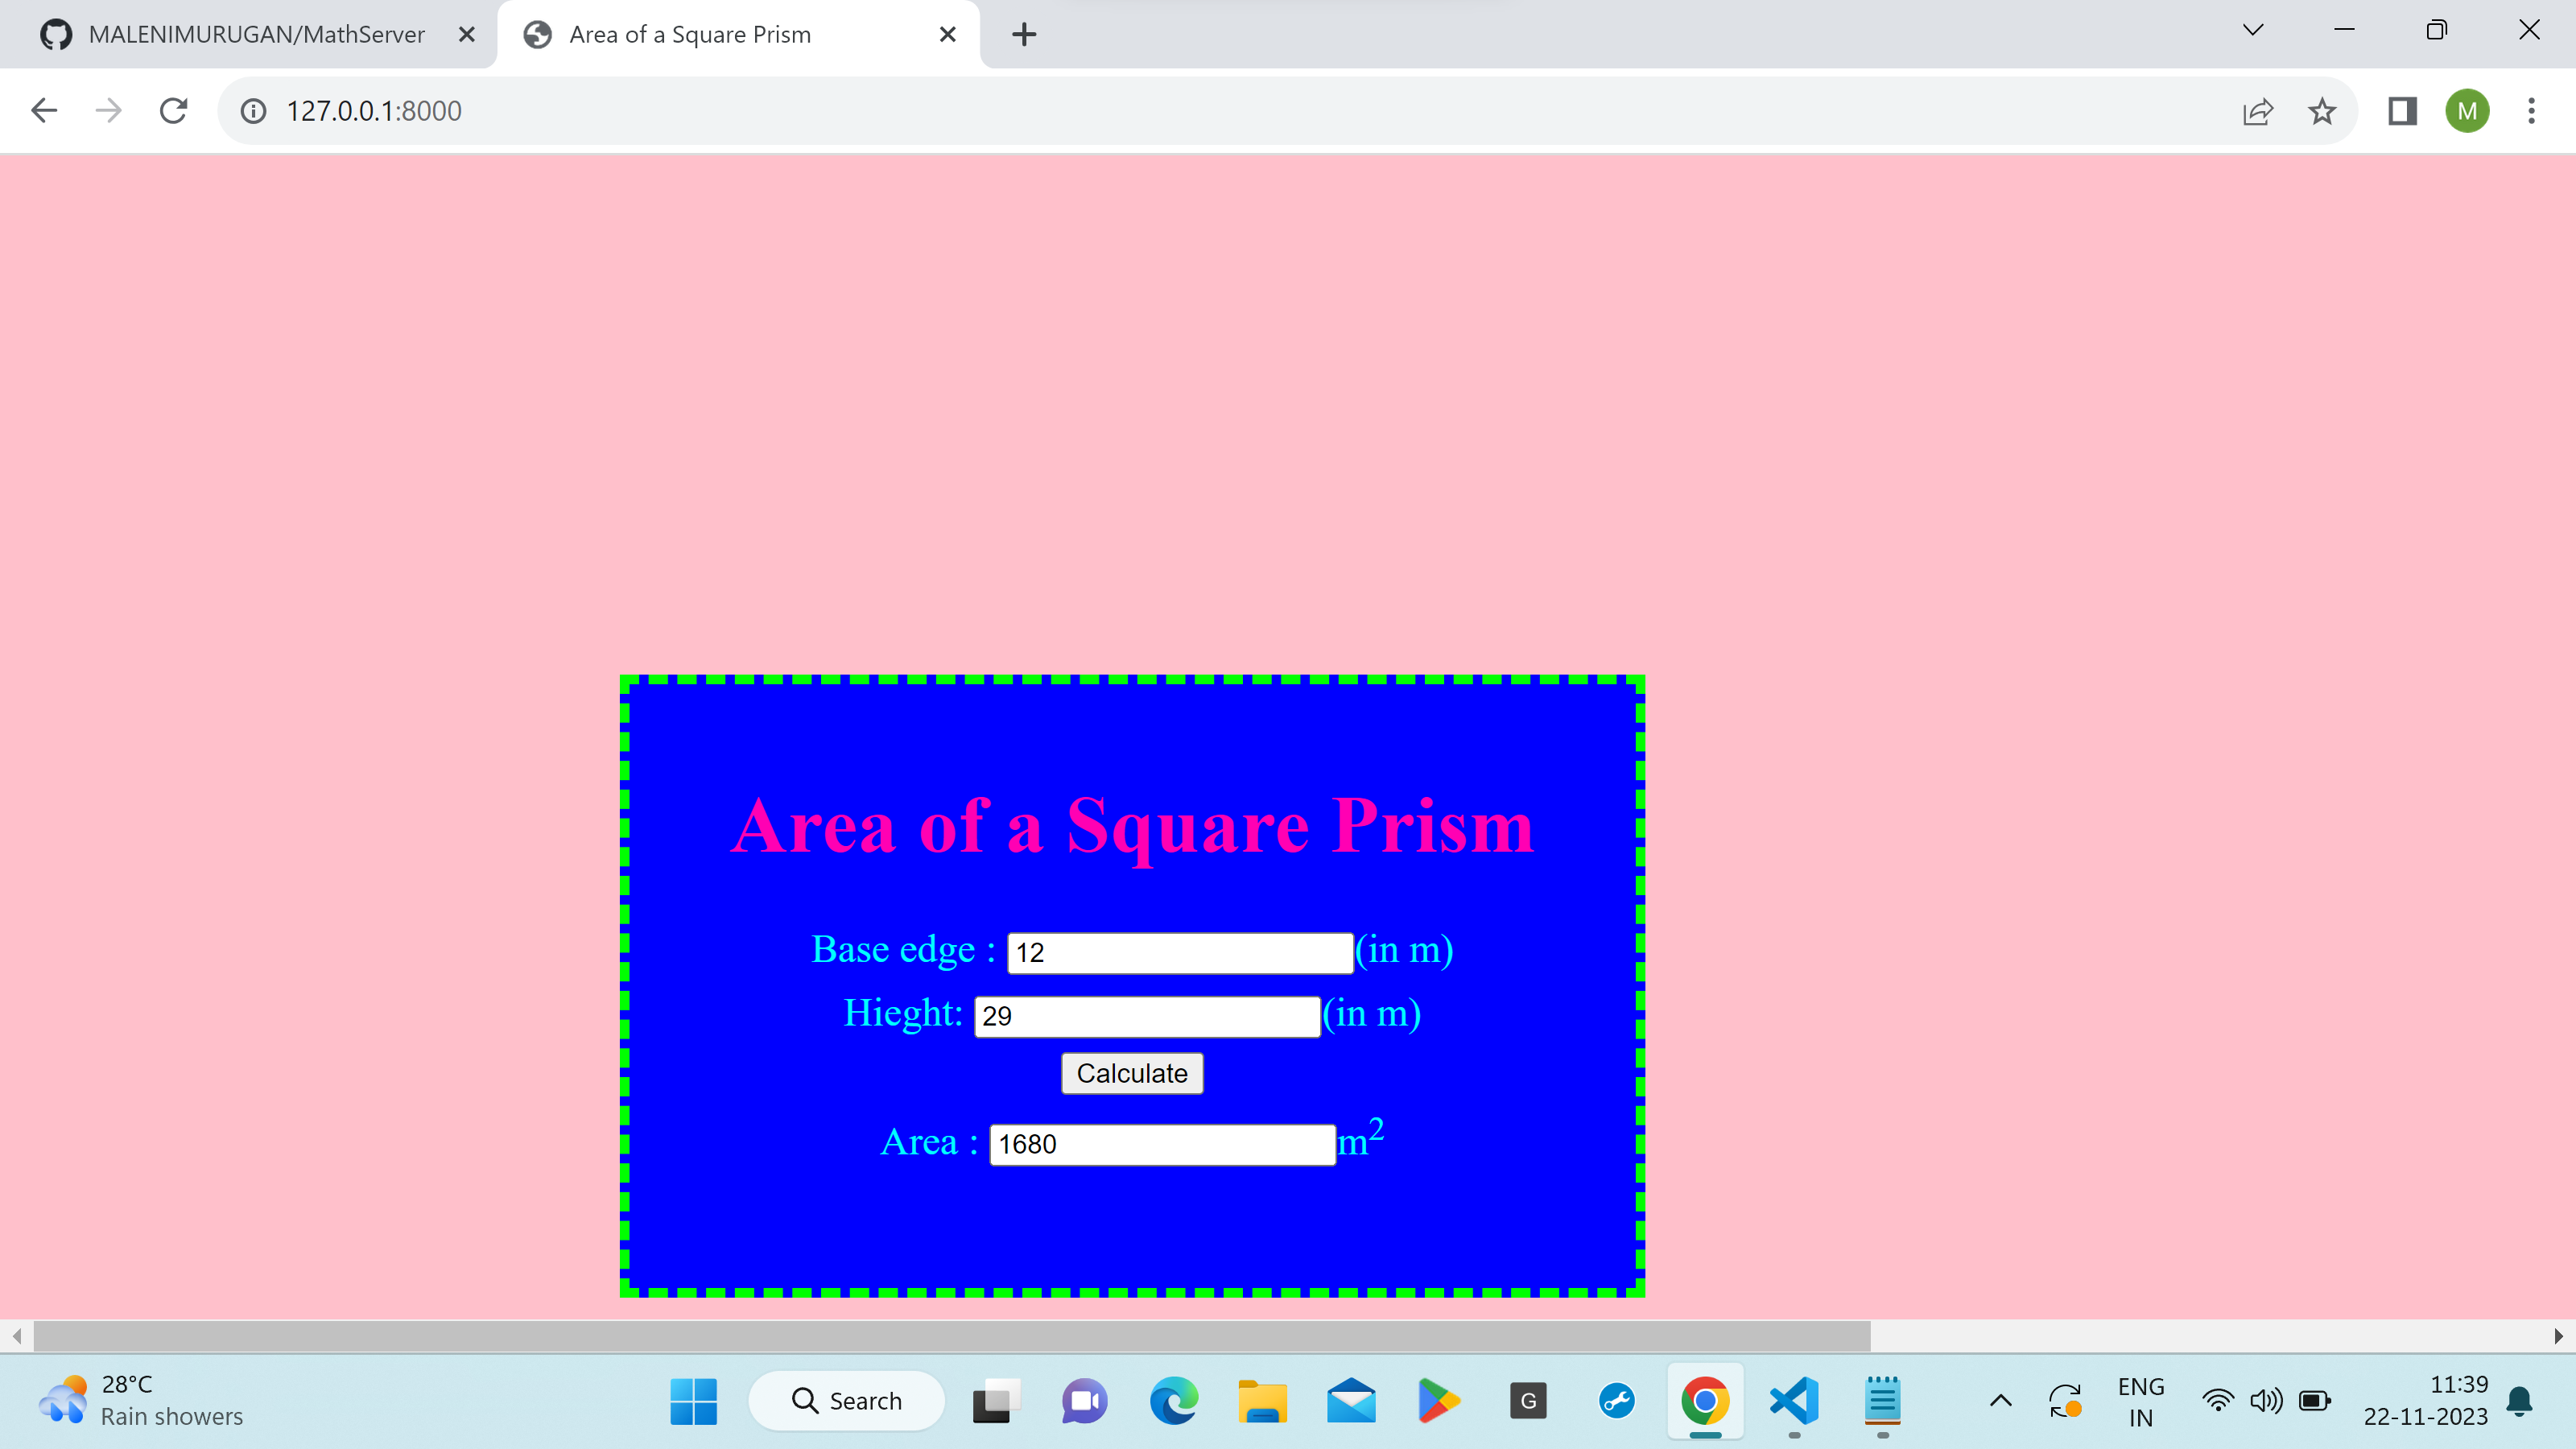 MALENIMURUGAN/MathServer
Area of a Square Prism
127.0.0.1:8000
M
Area of a Square Prism
Base edge : 12 (in m)
Hieght: 29 (in m)
Calculate
Area : 1680 m²
28°C
Rain showers
Search
G
ENG
IN
11:39
22-11-2023